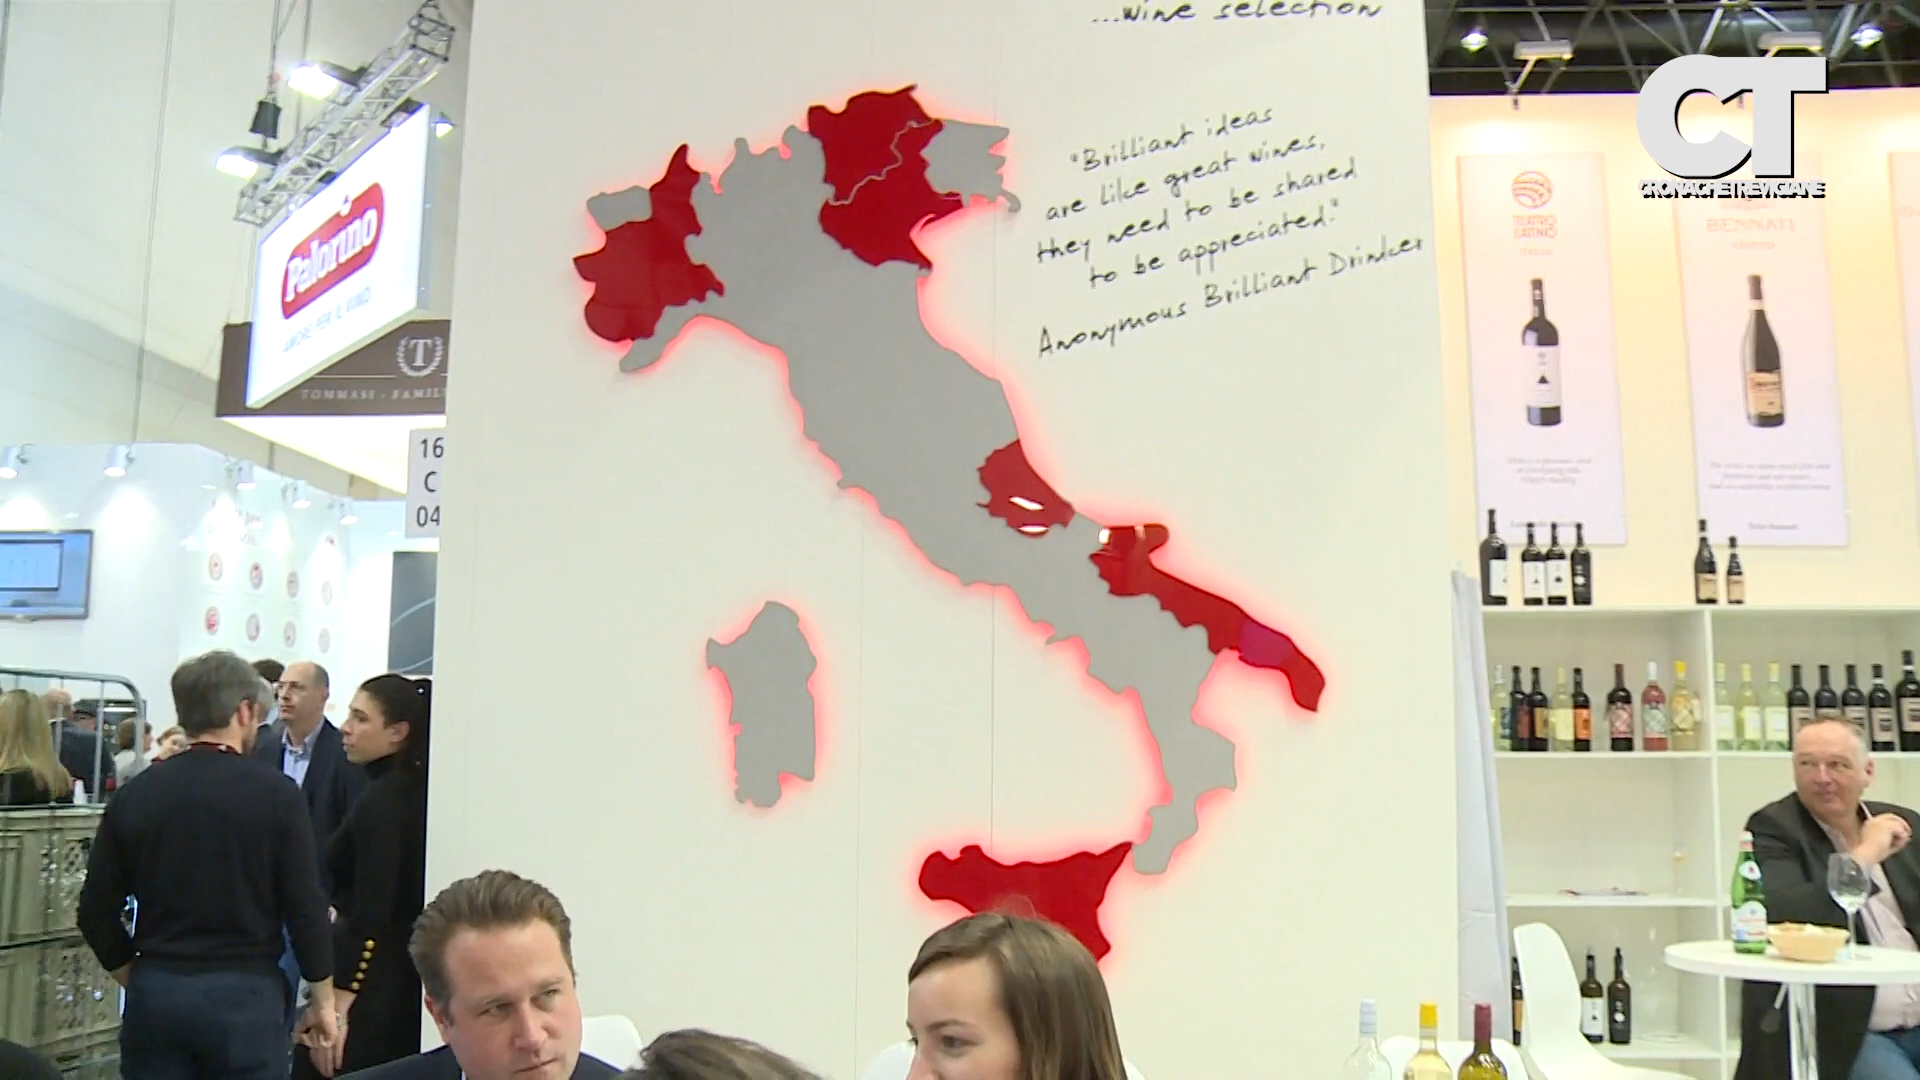 ...wine selection
"Brilliant ideas
are like great wines,
they need to be shared
to be appreciated."
Anonymous Brilliant Drinker
CT
CRONACHE TREVIGIANE
Palorino
AMORE PER IL VINO
T
TOMMASI - FAMIL
16
C
04
TEATRO
LATINO
BENNATI